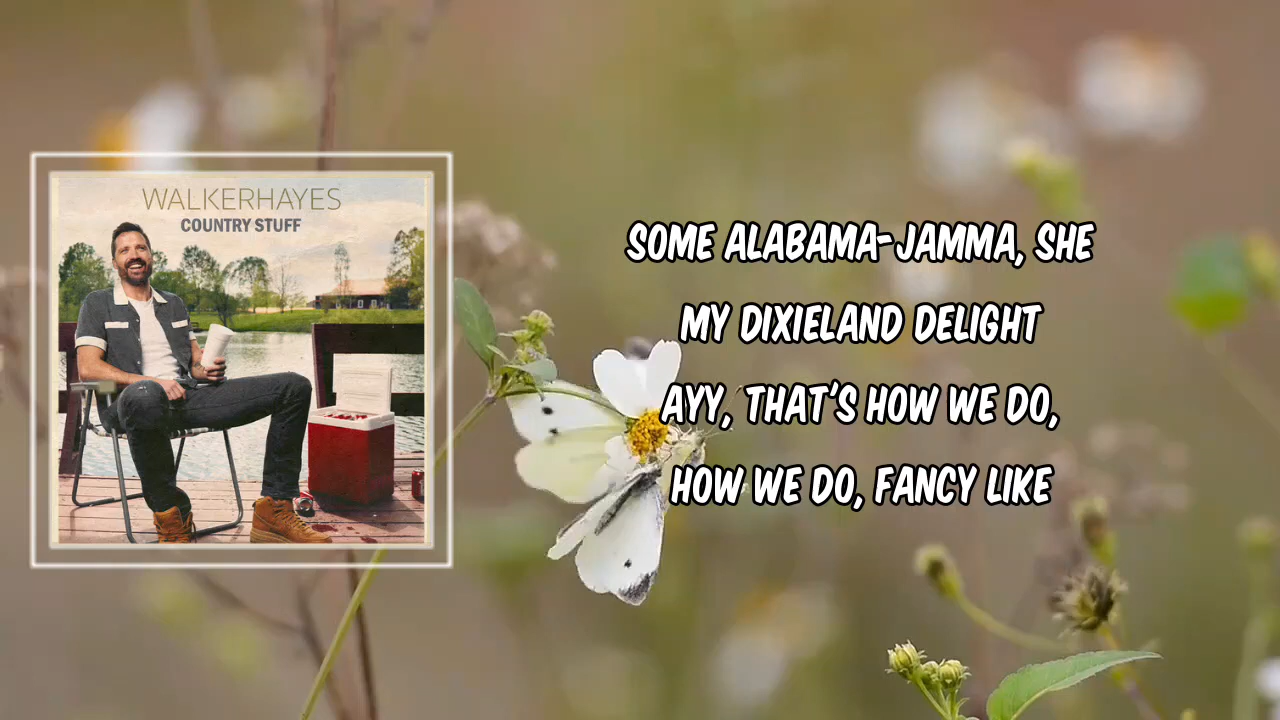 WALKERHAYES
COUNTRY STUFF
SOME ALABAMA-JAMMA, SHE
MY DIXIELAND DELIGHT
AYY, THAT'S HOW WE DO,
HOW WE DO, FANCY LIKE